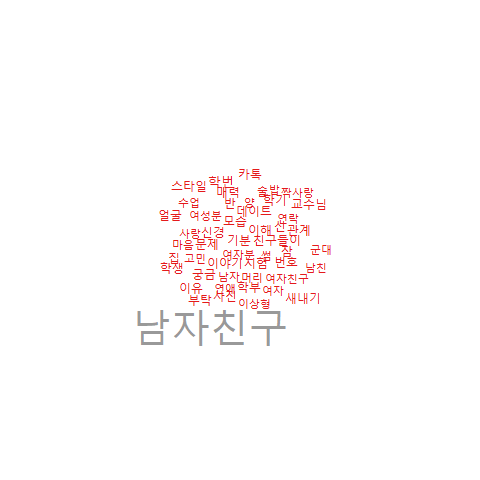 카톡
스타일 학번
매력 술 밥 짝사랑
수업 반 양 학기 교수님
얼굴 여성분 데이트 연락
모습 선
사랑 신경 이해 관계
마음 문제 기분 친구들이
집 고민 여자분 썸 잠 군대
학생 이야기 시험 번호 남친
궁금 남자 머리 여자친구
이유 연애 학부 여자
부탁 사진 이상형 새내기
남자친구